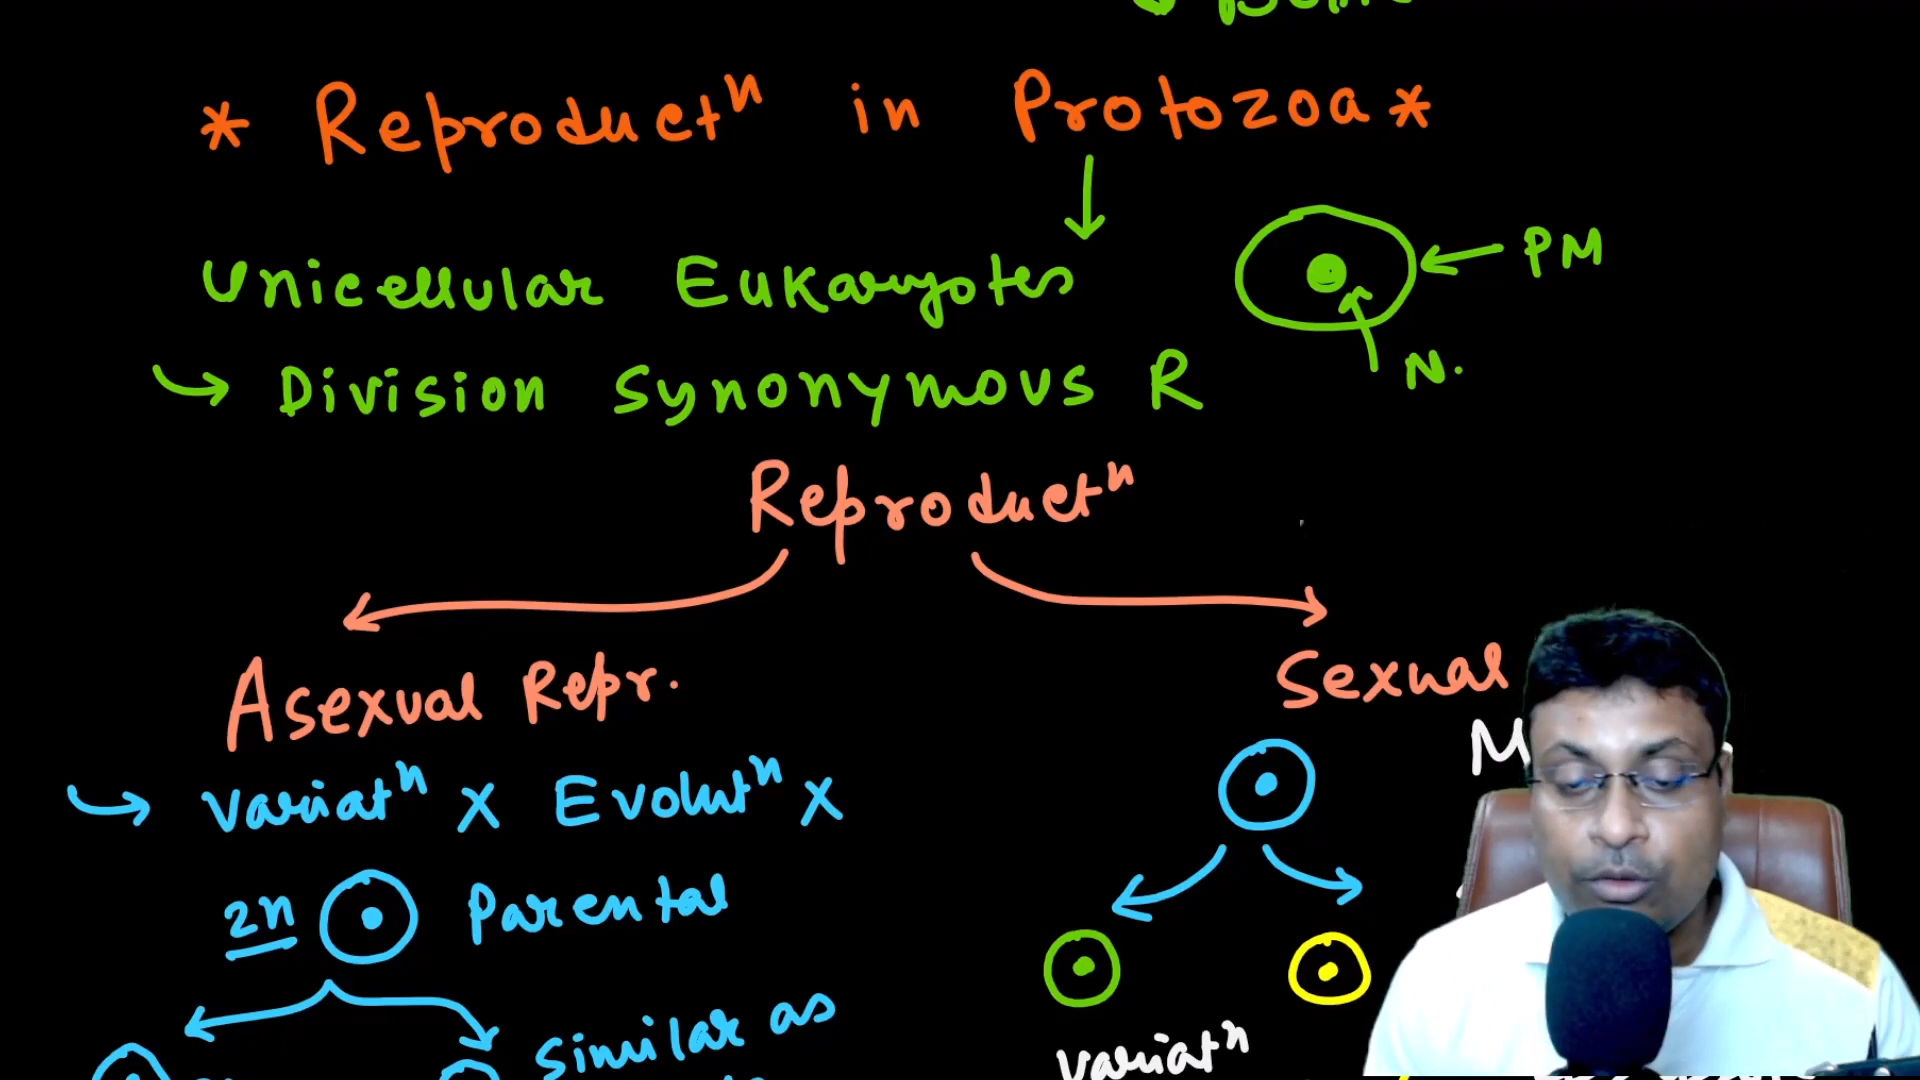 * Reproductⁿ in Protozoa *
Unicellular Eukaryotes
PM
N.
Division synonymous R
Reproductⁿ
Asexual Repr.
Sexual
variatⁿ X Evolutⁿ X
2n
Parental
similar as
variatⁿ